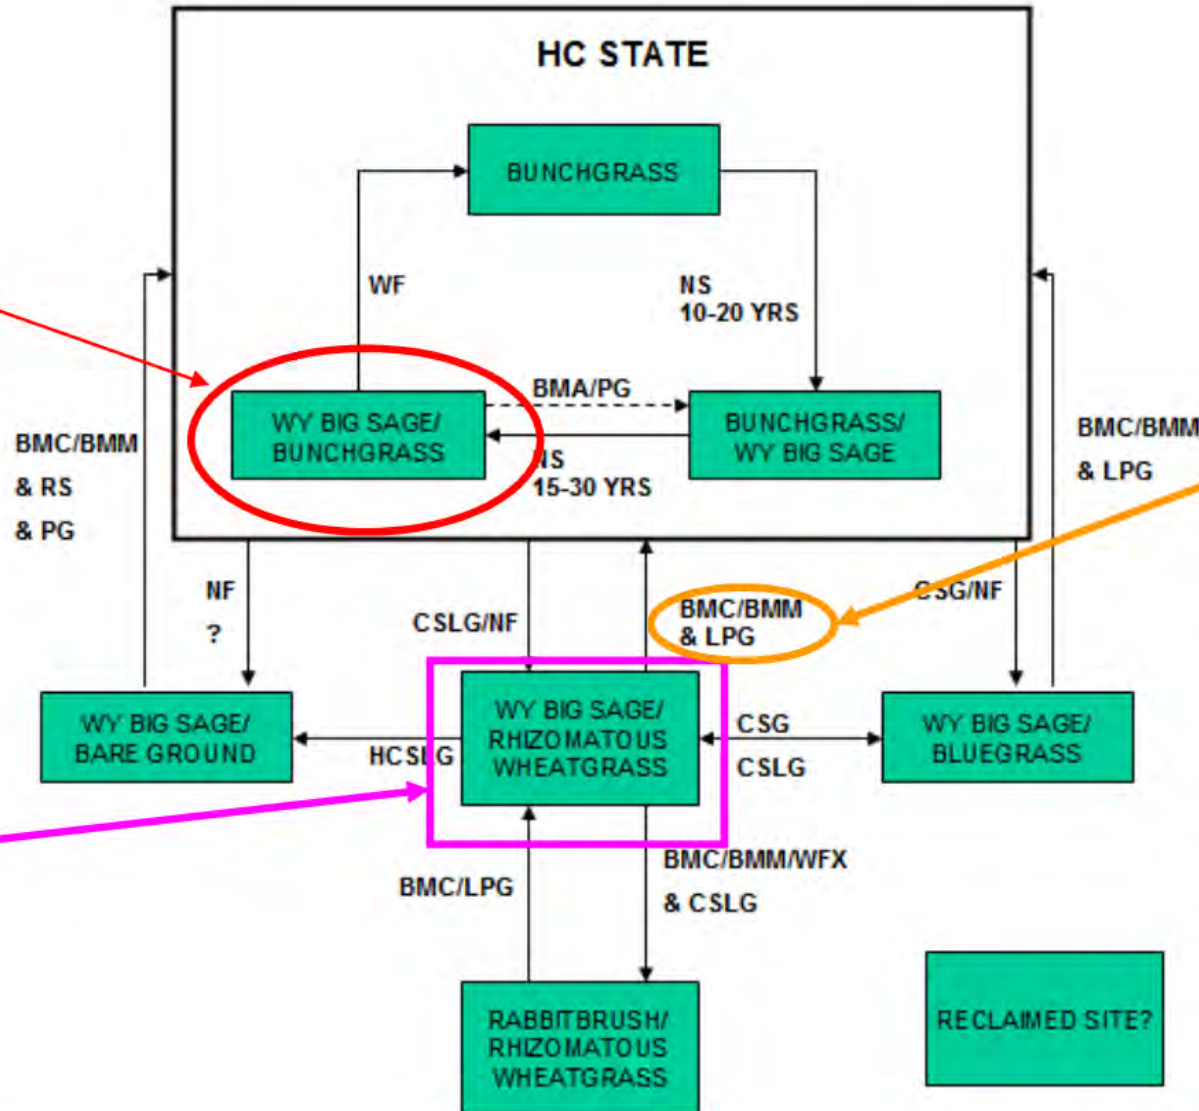 HC STATE
BUNCHGRASS
WF
NS
10-20 YRS
BMA/PG
WY BIG SAGE/
BUNCHGRASS
BUNCHGRASS/
WY BIG SAGE
NS
15-30 YRS
BMC/BMM
& RS
& PG
BMC/BMM
& LPG
NF
?
CSLG/NF
BMC/BMM
& LPG
CSG/NF
WY BIG SAGE/
BARE GROUND
HCSLG
WY BIG SAGE/
RHIZOMATOUS
WHEATGRASS
CSG
CSLG
WY BIG SAGE/
BLUEGRASS
BMC/LPG
BMC/BMM/WFX
& CSLG
RABBITBRUSH/
RHIZOMATOUS
WHEATGRASS
RECLAIMED SITE?